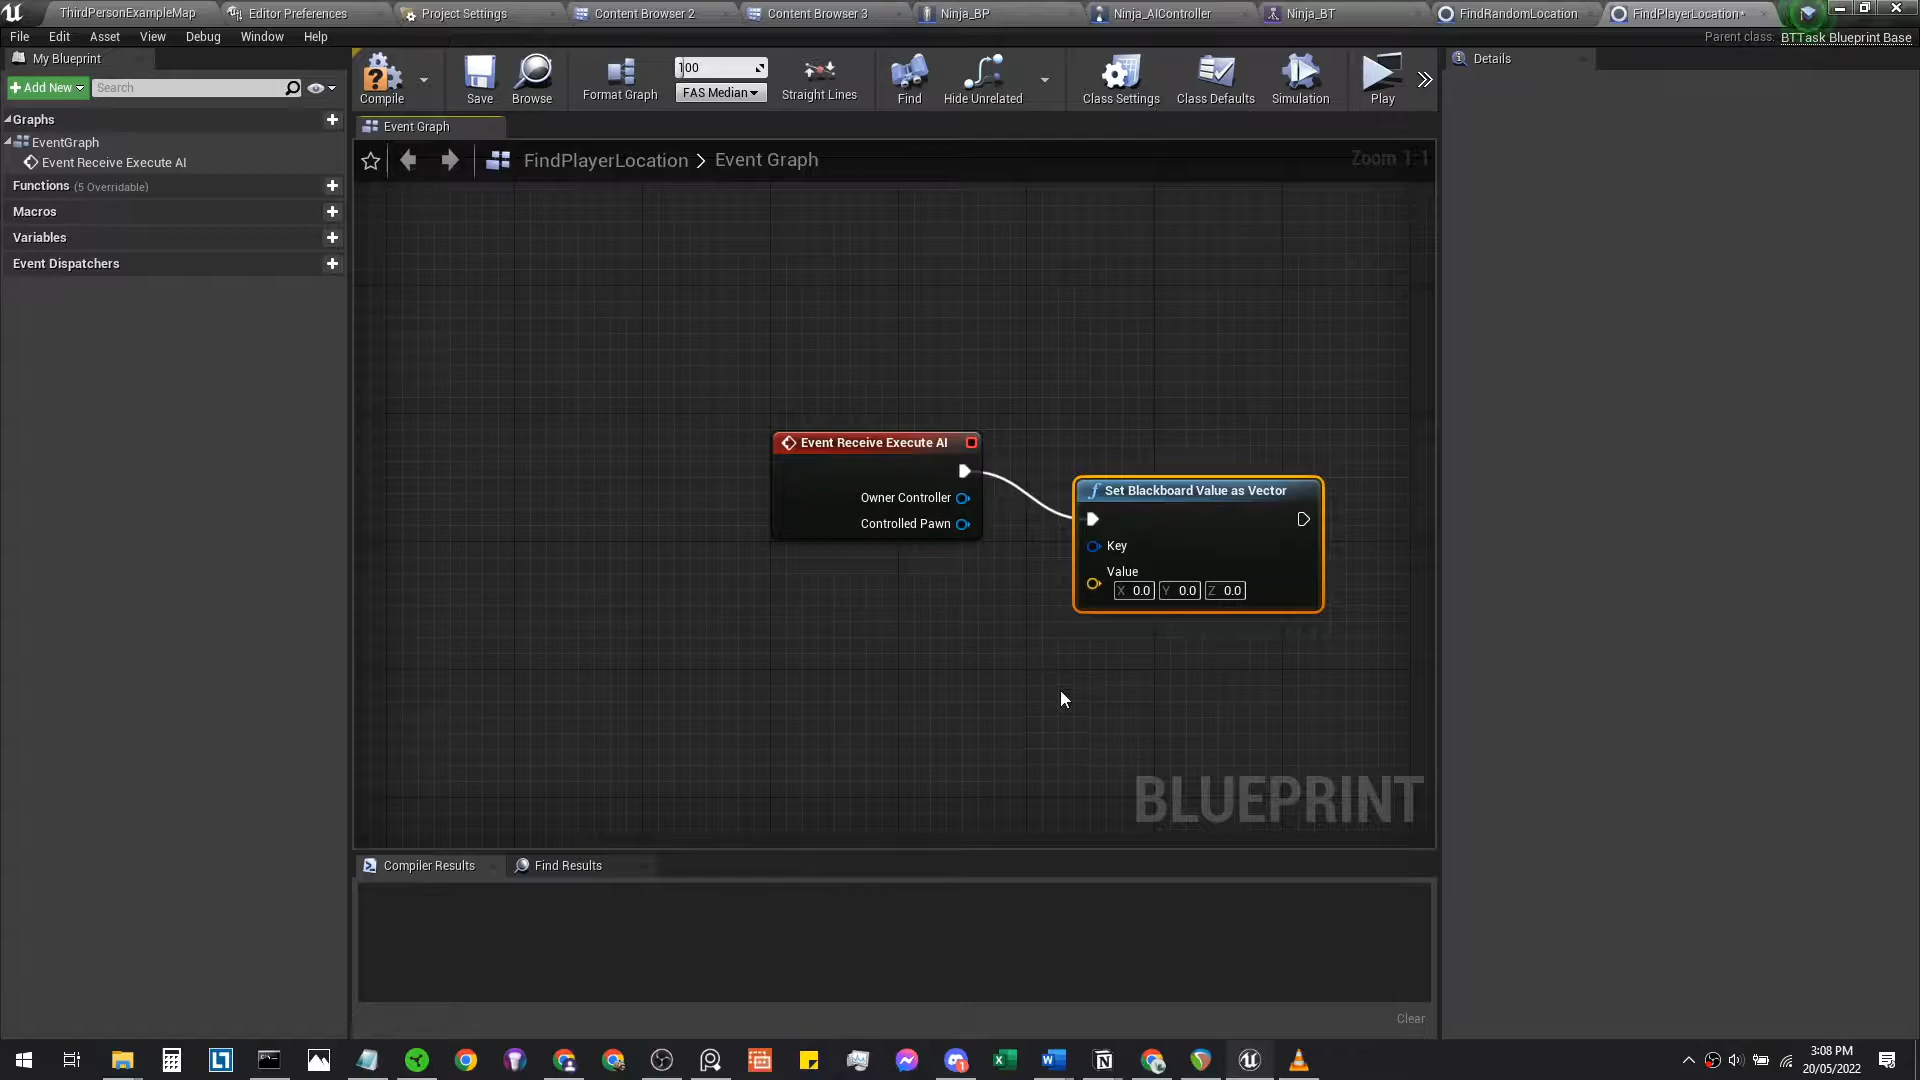 ThirdPersonExampleMap
Editor Preferences
Project Settings
Content Browser 2
Content Browser 3
Ninja_BP
Ninja_AIController
Ninja_BT
FindRandomLocation
FindPlayerLocation*
File
Edit
Asset
View
Debug
Window
Help
Parent class: BTTask Blueprint Base
My Blueprint
Add New
Search
Compile
Save
Browse
Format Graph
100
FAS Median
Straight Lines
Find
Hide Unrelated
Class Settings
Class Defaults
Simulation
Play
Details
Graphs
EventGraph
Event Receive Execute AI
Functions (5 Overridable)
Macros
Variables
Event Dispatchers
Event Graph
FindPlayerLocation > Event Graph
Zoom 1:1
Event Receive Execute AI
Owner Controller
Controlled Pawn
Set Blackboard Value as Vector
Key
Value
X 0.0 Y 0.0 Z 0.0
BLUEPRINT
Compiler Results
Find Results
Clear
3:08 PM
20/05/2022